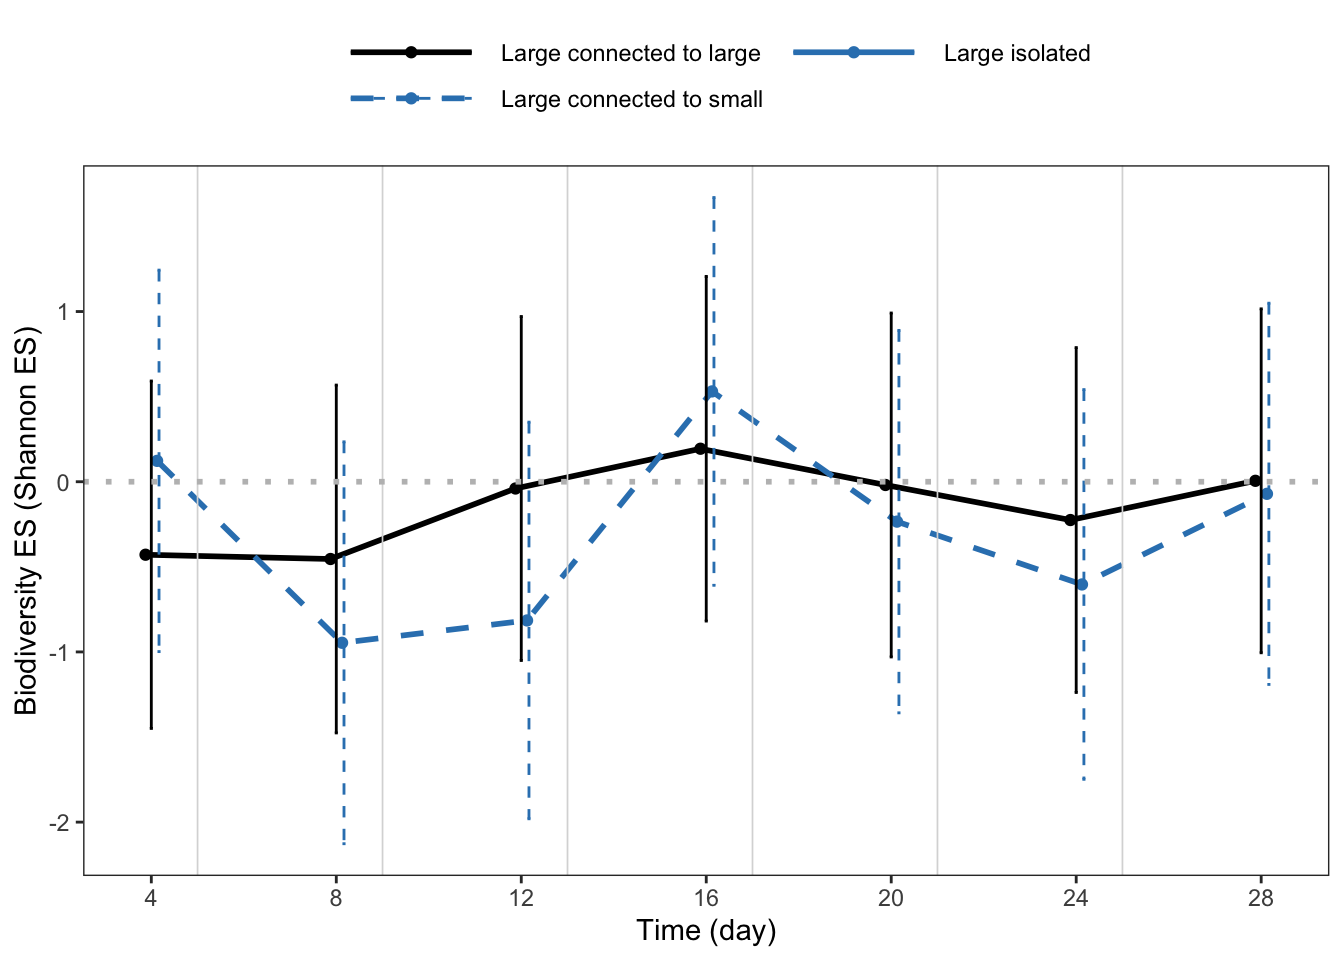 Large connected to large
Large isolated
Large connected to small
Biodiversity ES (Shannon ES)
1
0
-1
-2
4
8
12
16
20
24
28
Time (day)